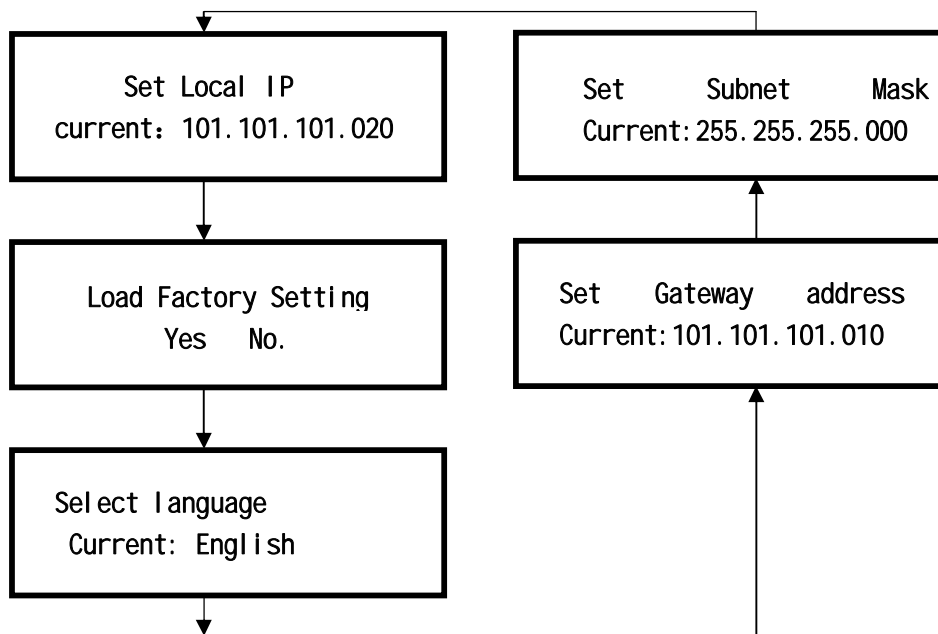 Set Local IP
current: 101.101.101.020
Load Factory Setting
Yes No.
Select language
Current: English
Set Subnet Mask
Current:255.255.255.000
Set Gateway address
Current:101.101.101.010